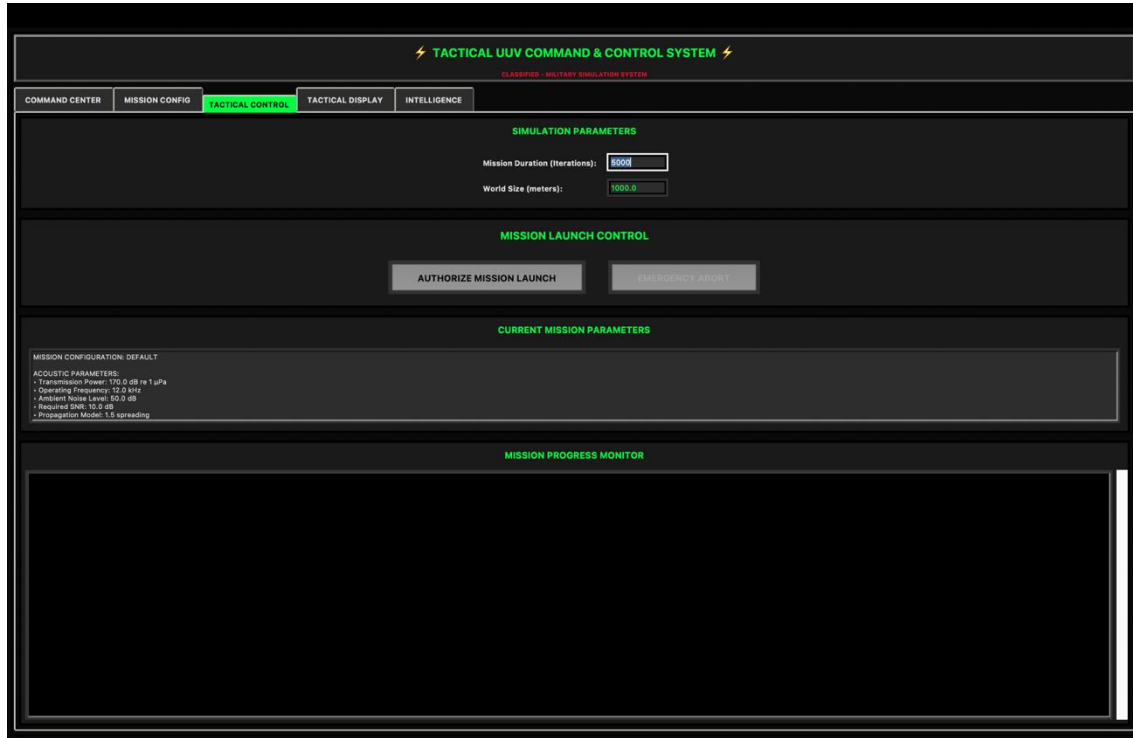 ⚡ TACTICAL UUV COMMAND & CONTROL SYSTEM ⚡
CLASSIFIED - MILITARY SIMULATION SYSTEM
COMMAND CENTER MISSION CONFIG TACTICAL CONTROL TACTICAL DISPLAY INTELLIGENCE
SIMULATION PARAMETERS
Mission Duration (Iterations): 5000
World Size (meters): 1000.0
MISSION LAUNCH CONTROL
AUTHORIZE MISSION LAUNCH EMERGENCY ABORT
CURRENT MISSION PARAMETERS
MISSION CONFIGURATION: DEFAULT
ACOUSTIC PARAMETERS:
• Transmission Power: 170.0 dB re 1 μPa
• Operating Frequency: 12.0 kHz
• Ambient Noise Level: 50.0 dB
• Required SNR: 10.0 dB
• Propagation Model: 1.5 spreading
MISSION PROGRESS MONITOR